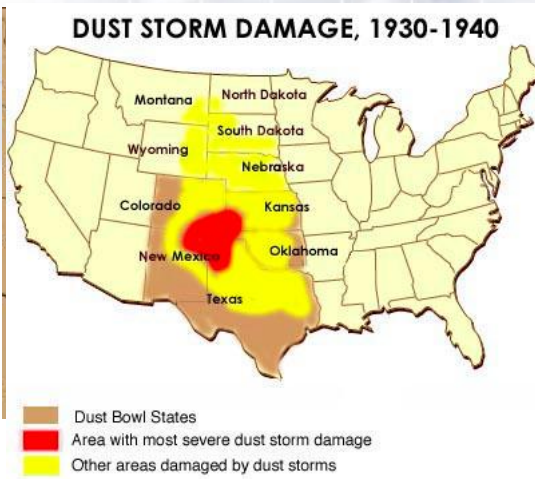 DUST STORM DAMAGE, 1930-1940
Montana
North Dakota
South Dakota
Wyoming
Nebraska
Colorado
Kansas
New Mexico
Oklahoma
Texas
Dust Bowl States
Area with most severe dust storm damage
Other areas damaged by dust storms